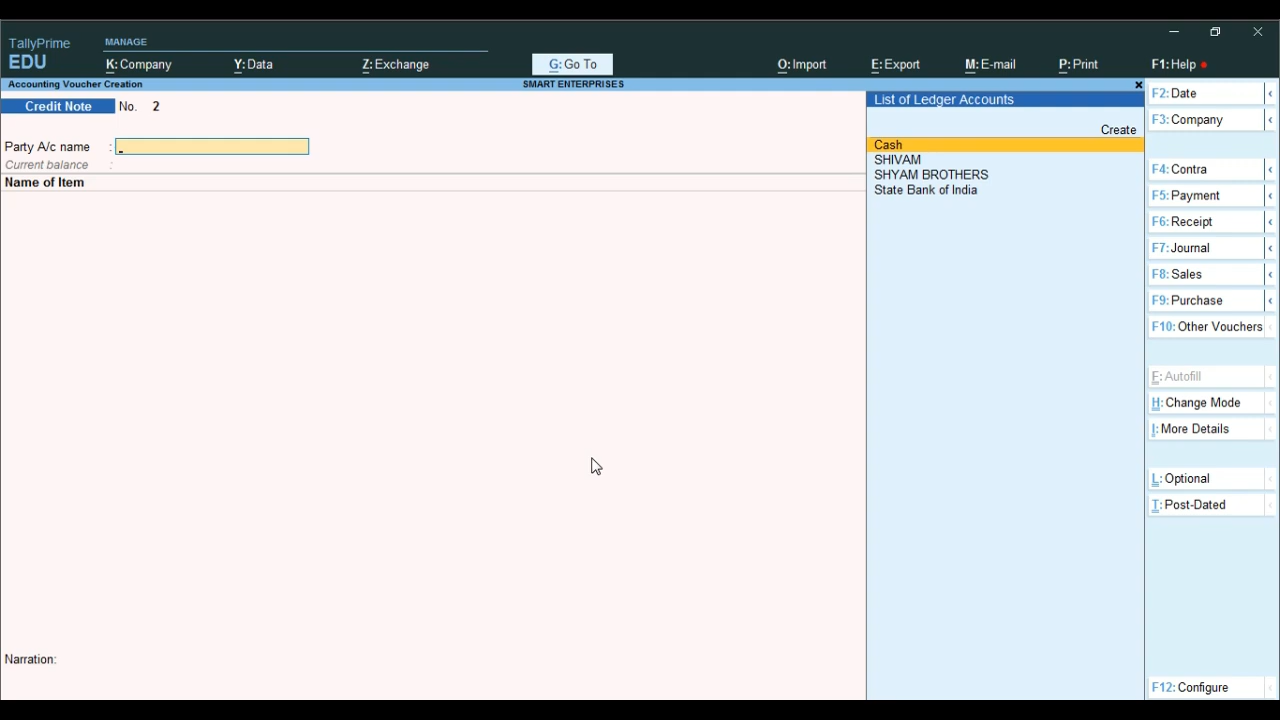 TallyPrime
EDU
MANAGE
K: Company
Y: Data
Z: Exchange
G: Go To
O: Import
E: Export
M: E-mail
P: Print
F1: Help
Accounting Voucher Creation
SMART ENTERPRISES
Credit Note No. 2
Party A/c name :
Current balance :
Name of Item
Narration:
List of Ledger Accounts
Create
Cash
SHIVAM
SHYAM BROTHERS
State Bank of India
F2: Date
F3: Company
F4: Contra
F5: Payment
F6: Receipt
F7: Journal
F8: Sales
F9: Purchase
F10: Other Vouchers
F: Autofill
H: Change Mode
I: More Details
L: Optional
T: Post-Dated
F12: Configure